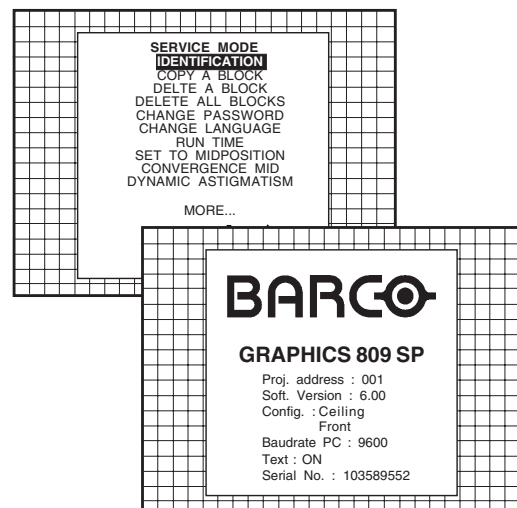 SERVICE MODE
IDENTIFICATION
COPY A BLOCK
DELTE A BLOCK
DELETE ALL BLOCKS
CHANGE PASSWORD
CHANGE LANGUAGE
RUN TIME
SET TO MIDPOSITION
CONVERGENCE MID
DYNAMIC ASTIGMATISM
MORE...
BARCO
GRAPHICS 809 SP
Proj. address : 001
Soft. Version : 6.00
Config. : Ceiling
Front
Baudrate PC : 9600
Text : ON
Serial No. : 103589552